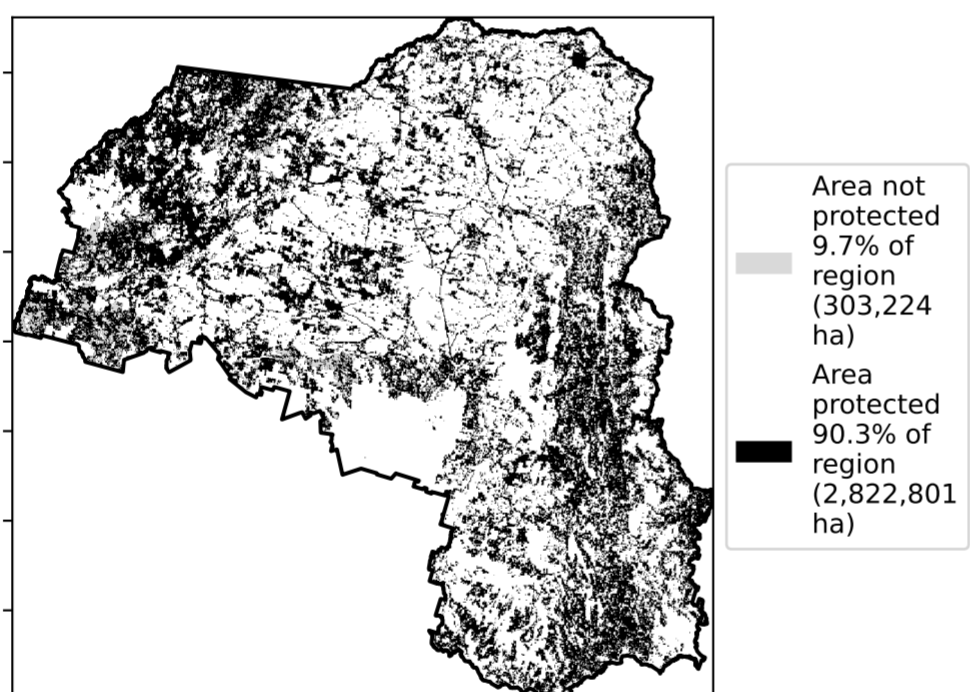 Area not
protected
9.7% of
region
(303,224
ha)
Area
protected
90.3% of
region
(2,822,801
ha)